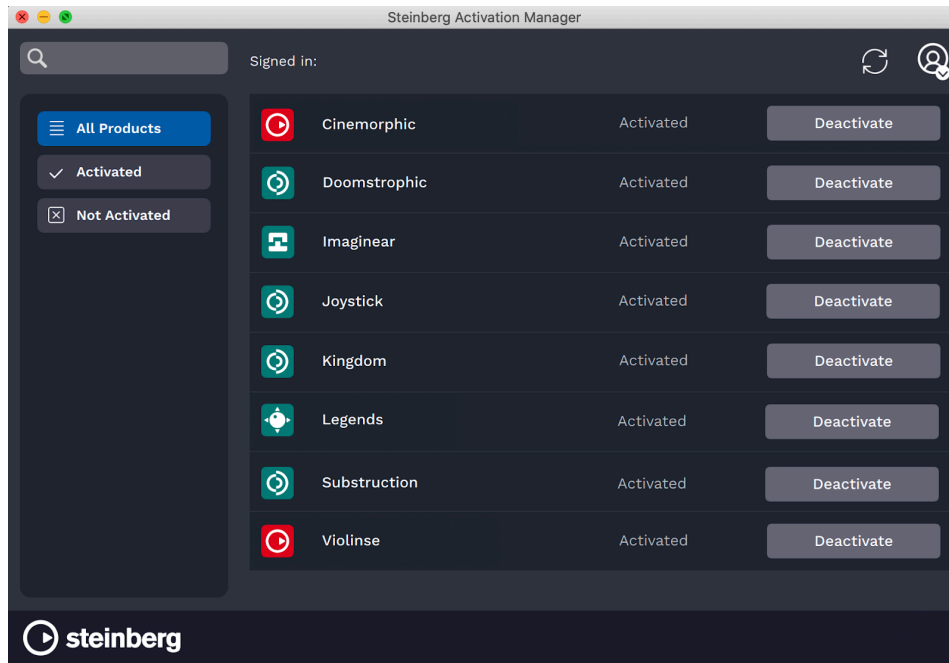 Steinberg Activation Manager
Signed in:
All Products
Activated
Not Activated
Cinemorphic Activated Deactivate
Doomstrophic Activated Deactivate
Imaginear Activated Deactivate
Joystick Activated Deactivate
Kingdom Activated Deactivate
Legends Activated Deactivate
Substruction Activated Deactivate
Violinse Activated Deactivate
steinberg